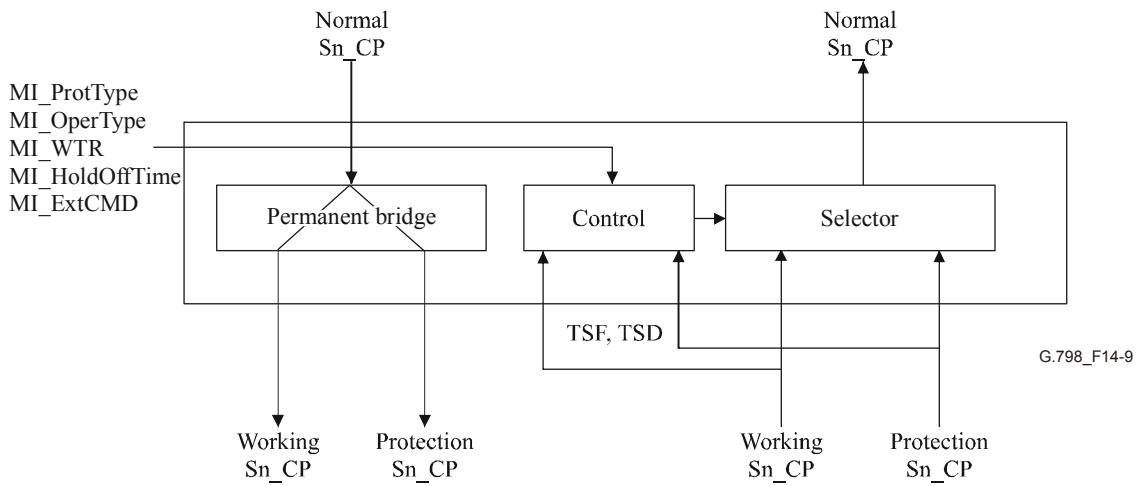 Normal
Sn_CP
Normal
Sn_CP
MI_ProtType
MI_OperType
MI_WTR
MI_HoldOffTime
MI_ExtCMD
Permanent bridge
Control
Selector
TSF, TSD
G.798_F14-9
Working
Sn_CP
Protection
Sn_CP
Working
Sn_CP
Protection
Sn_CP